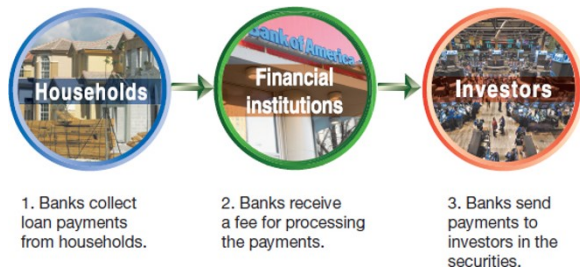 Households
Bank of America
Financial
institutions
Investors
1. Banks collect
loan payments
from households.
2. Banks receive
a fee for processing
the payments.
3. Banks send
payments to
investors in the
securities.